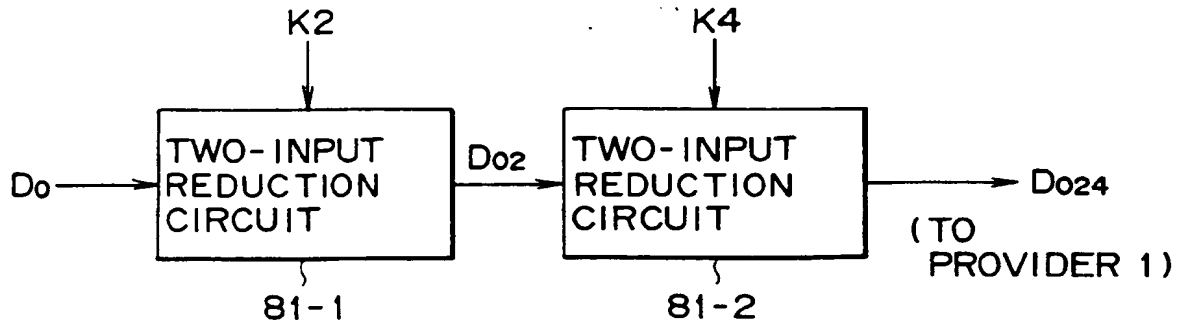 K2
K4
TWO-INPUT
REDUCTION
CIRCUIT
TWO-INPUT
REDUCTION
CIRCUIT
Do
Do2
Do24
(TO
PROVIDER 1)
81-1
81-2